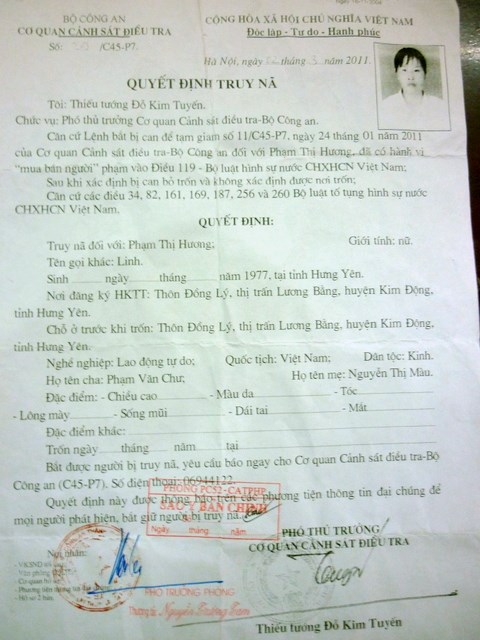 BỘ CÔNG AN
CƠ QUAN CẢNH SÁT ĐIỀU TRA
Số: /C45-P7.
CỘNG HÒA XÃ HỘI CHỦ NGHĨA VIỆT NAM
Độc lập - Tự do - Hạnh phúc
Hà Nội, ngày tháng 3 năm 2011.
QUYẾT ĐỊNH TRUY NÃ
Tôi: Thiếu tướng Đỗ Kim Tuyến.
Chức vụ: Phó thủ trưởng Cơ quan Cảnh sát điều tra-Bộ Công an.
Căn cứ Lệnh bắt bị can để tam giam số 11/C45-P7. ngày 24 tháng 01 năm 2011
của Cơ quan Cảnh sát điều tra-Bộ Công an đối với Phạm Thị Hương, đã có hành vi
“mua bán người” phạm vào Điều 119 - Bộ luật hình sự nước CHXHCN Việt Nam;
Sau khi xác định bị can bỏ trốn và không xác định được nơi trốn;
Căn cứ các điều 34, 82, 161, 169, 187, 256 và 260 Bộ luật tố tụng hình sự nước
CHXHCN Việt Nam.
QUYẾT ĐỊNH:
Truy nã đối với: Phạm Thị Hương; Giới tính: nữ.
Tên gọi khác: Linh.
Sinh ngày tháng năm 1977, tại tỉnh Hưng Yên.
Nơi đăng ký HKTT: Thôn Đồng Lý, thị trấn Lương Bằng, huyện Kim Động,
tỉnh Hưng Yên.
Chỗ ở trước khi trốn: Thôn Đồng Lý, thị trấn Lương Bằng, huyện Kim Động,
tỉnh Hưng Yên.
Nghề nghiệp: Lao động tự do; Quốc tịch: Việt Nam; Dân tộc: Kinh.
Họ tên cha: Phạm Văn Chư; Họ tên mẹ: Nguyễn Thị Màu.
Đặc điểm: - Chiều cao - Màu da - Tóc
- Lông mày - Sống mũi - Dái tai - Mắt
Đặc điểm khác:
Trốn ngày tháng năm tại
Bắt được người bị truy nã, yêu cầu báo ngay cho Cơ quan Cảnh sát điều tra-Bộ
Công an (C45-P7). Số điện thoại: 06944122.
Quyết định này được thông báo trên các phương tiện thông tin đại chúng để
mọi người phát hiện, bắt giữ người bị truy nã.
PHÒNG PC52 - CATPHP
SAO Y BẢN CHÍNH
Ngày tháng năm
PHÓ THỦ TRƯỞNG
CƠ QUAN CẢNH SÁT ĐIỀU TRA
Nơi nhận:
- Hồ sơ 2 bản.
PHÓ TRƯỞNG PHÒNG
Thiếu tướng Đỗ Kim Tuyến